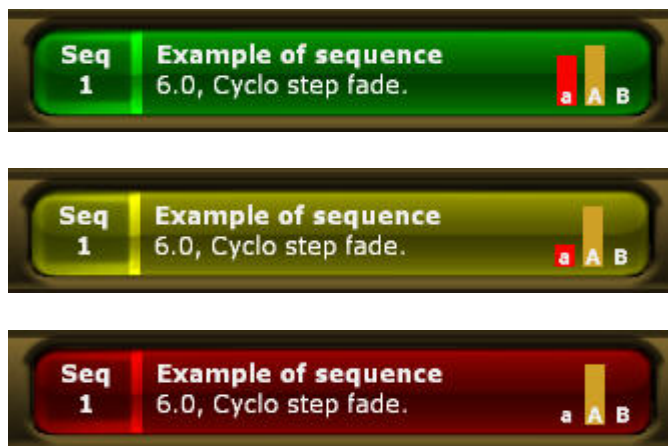 Seq
1
Example of sequence
6.0, Cyclo step fade.
a A B
Seq
1
Example of sequence
6.0, Cyclo step fade.
a A B
Seq
1
Example of sequence
6.0, Cyclo step fade.
a A B